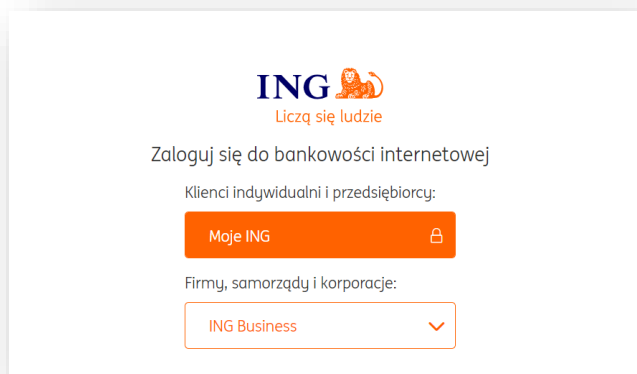 ING
Liczą się ludzie
Zaloguj się do bankowości internetowej
Klienci indywidualni i przedsiębiorcy:
Moje ING
Firmy, samorządy i korporacje:
ING Business